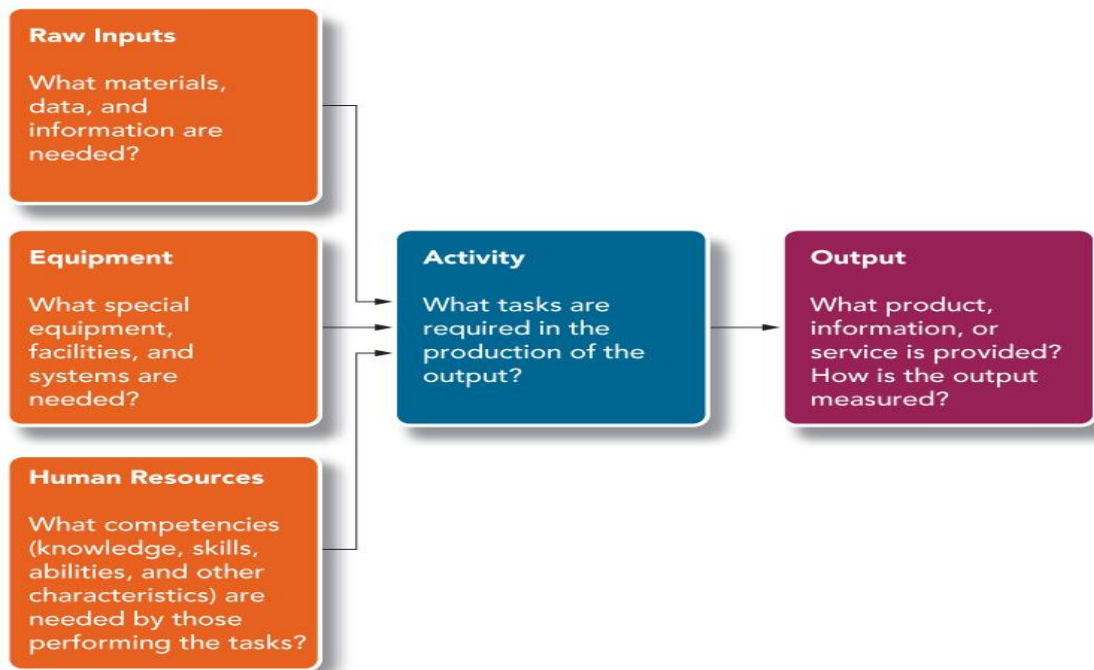 Raw Inputs
What materials,
data, and
information are
needed?
Equipment
What special
equipment,
facilities, and
systems are
needed?
Human Resources
What competencies
(knowledge, skills,
abilities, and other
characteristics) are
needed by those
performing the tasks?
Activity
What tasks are
required in the
production of the
output?
Output
What product,
information, or
service is provided?
How is the output
measured?